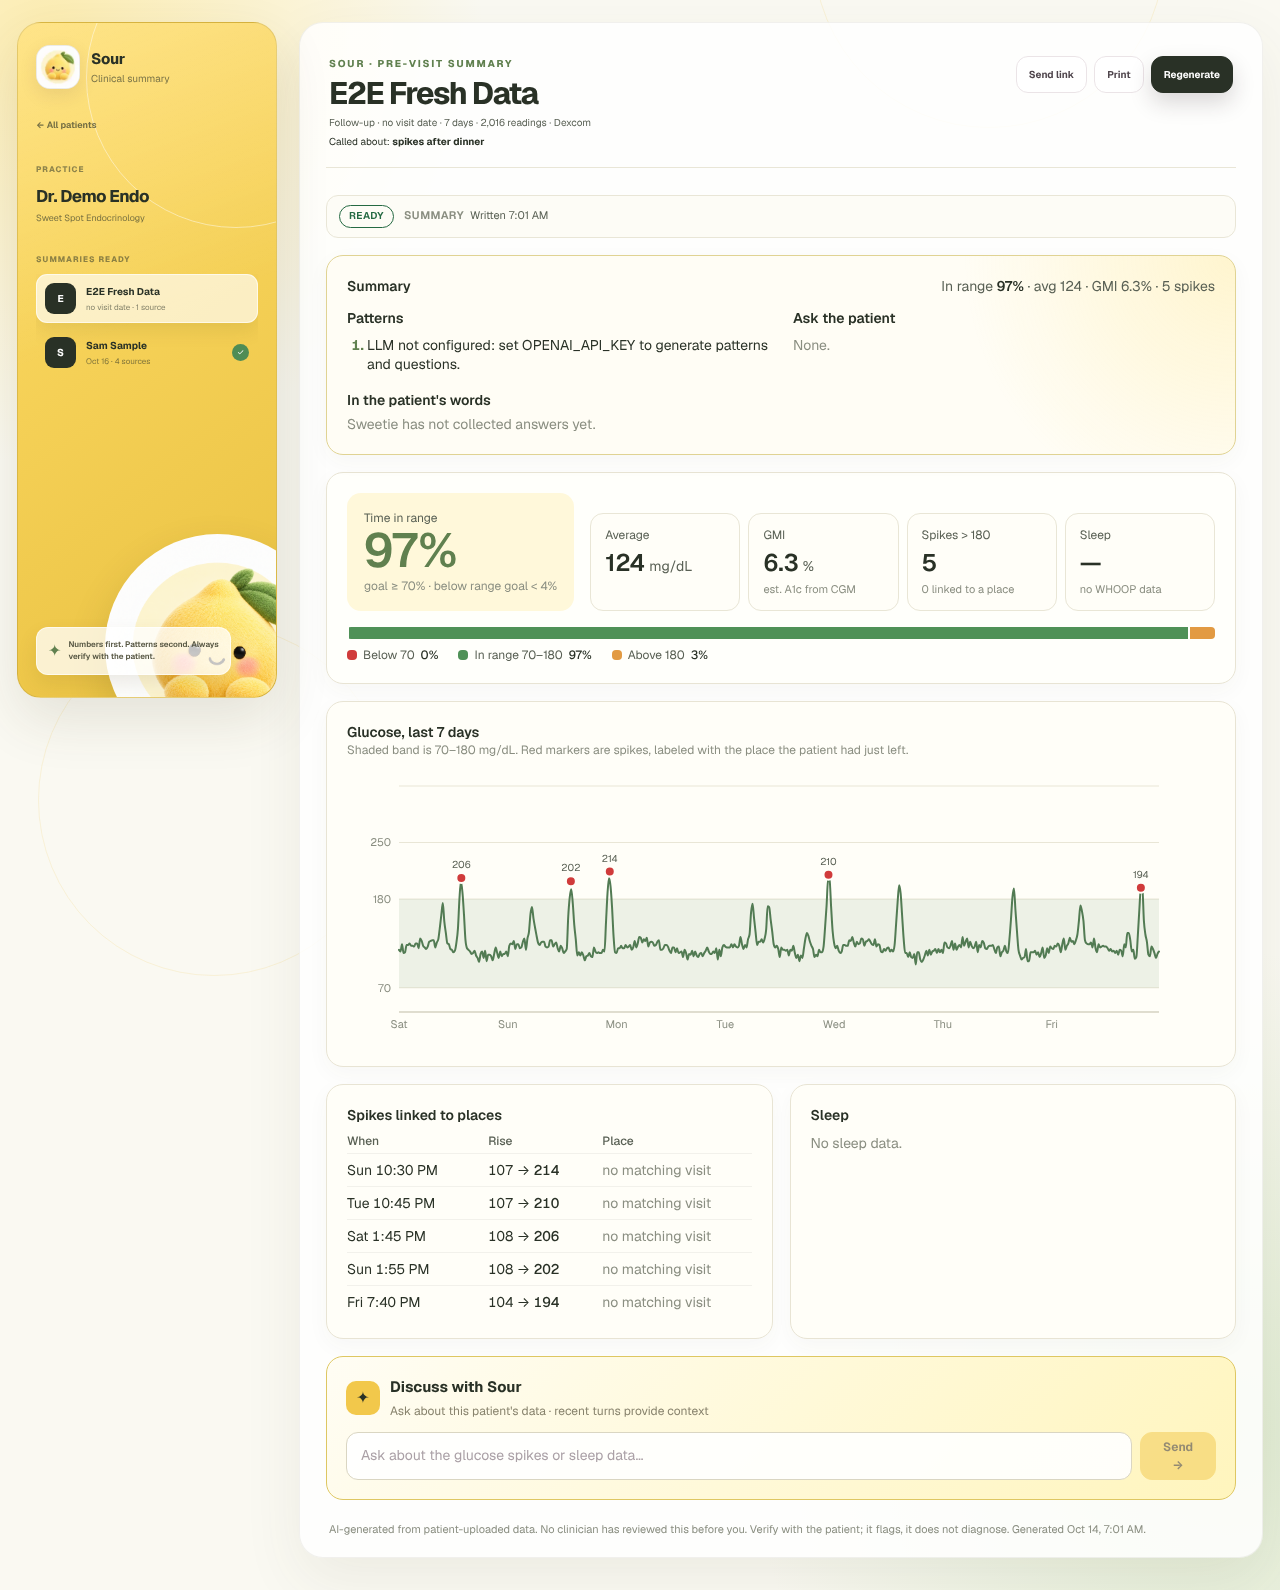 Sour
Clinical summary
← All patients
PRACTICE
Dr. Demo Endo
Sweet Spot Endocrinology
SUMMARIES READY
E
E2E Fresh Data
no visit date · 1 source
S
Sam Sample
Oct 16 · 4 sources
✦
Numbers first. Patterns second. Always
verify with the patient.
SOUR · PRE-VISIT SUMMARY
E2E Fresh Data
Follow-up · no visit date · 7 days · 2,016 readings · Dexcom
Called about: spikes after dinner
Send link
Print
Regenerate
READY SUMMARY Written 7:01 AM
Summary
In range 97% · avg 124 · GMI 6.3% · 5 spikes
Patterns
1. LLM not configured: set OPENAI_API_KEY to generate patterns
and questions.
Ask the patient
None.
In the patient's words
Sweetie has not collected answers yet.
Time in range
97%
goal ≥ 70% · below range goal < 4%
Average
124 mg/dL
GMI
6.3 %
est. A1c from CGM
Spikes > 180
5
0 linked to a place
Sleep
—
no WHOOP data
Below 70 0%
In range 70–180 97%
Above 180 3%
Glucose, last 7 days
Shaded band is 70–180 mg/dL. Red markers are spikes, labeled with the place the patient had just left.
250
180
70
206
202
214
210
194
Sat Sun Mon Tue Wed Thu Fri
Spikes linked to places
When Rise Place
Sun 10:30 PM 107 → 214 no matching visit
Tue 10:45 PM 107 → 210 no matching visit
Sat 1:45 PM 108 → 206 no matching visit
Sun 1:55 PM 108 → 202 no matching visit
Fri 7:40 PM 104 → 194 no matching visit
Sleep
No sleep data.
✦
Discuss with Sour
Ask about this patient's data · recent turns provide context
Ask about the glucose spikes or sleep data...
Send
→
AI-generated from patient-uploaded data. No clinician has reviewed this before you. Verify with the patient; it flags, it does not diagnose. Generated Oct 14, 7:01 AM.